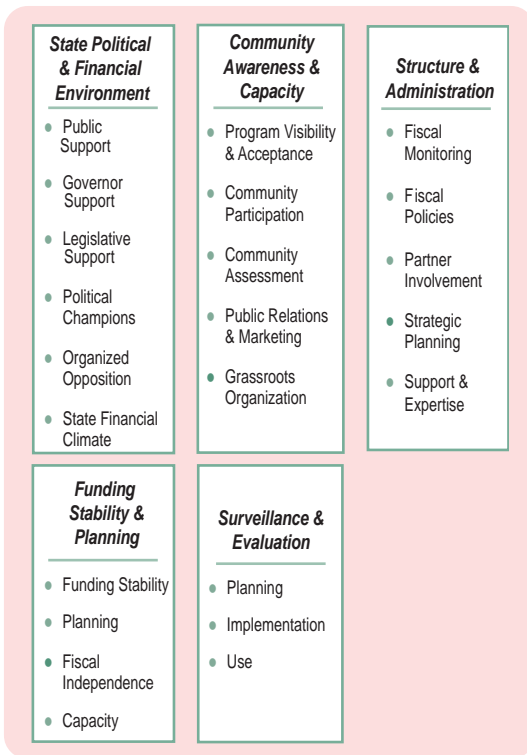 State Political
& Financial
Environment
• Public
Support
• Governor
Support
• Legislative
Support
• Political
Champions
• Organized
Opposition
• State Financial
Climate
Community
Awareness &
Capacity
• Program Visibility
& Acceptance
• Community
Participation
• Community
Assessment
• Public Relations
& Marketing
• Grassroots
Organization
Structure &
Administration
• Fiscal
Monitoring
• Fiscal
Policies
• Partner
Involvement
• Strategic
Planning
• Support &
Expertise
Funding
Stability &
Planning
• Funding Stability
• Planning
• Fiscal
Independence
• Capacity
Surveillance &
Evaluation
• Planning
• Implementation
• Use